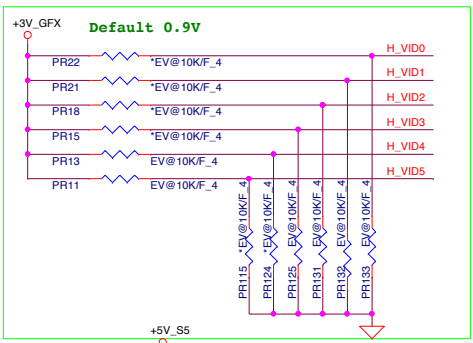 +3V_GFX
Default 0.9V
H_VID0
PR22 *EV@10K/F_4
H_VID1
PR21 *EV@10K/F_4
H_VID2
PR18 *EV@10K/F_4
H_VID3
PR15 *EV@10K/F_4
H_VID4
PR13 EV@10K/F_4
H_VID5
PR11 EV@10K/F_4
PR115 *EV@10K/F_4
PR124 *EV@10K/F_4
PR125 EV@10K/F_4
PR131 EV@10K/F_4
PR132 EV@10K/F_4
PR133 EV@10K/F_4
+5V_S5